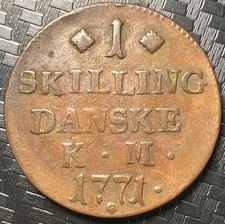 1
SKILLING
DANSKE
K · M ·
1771 ·